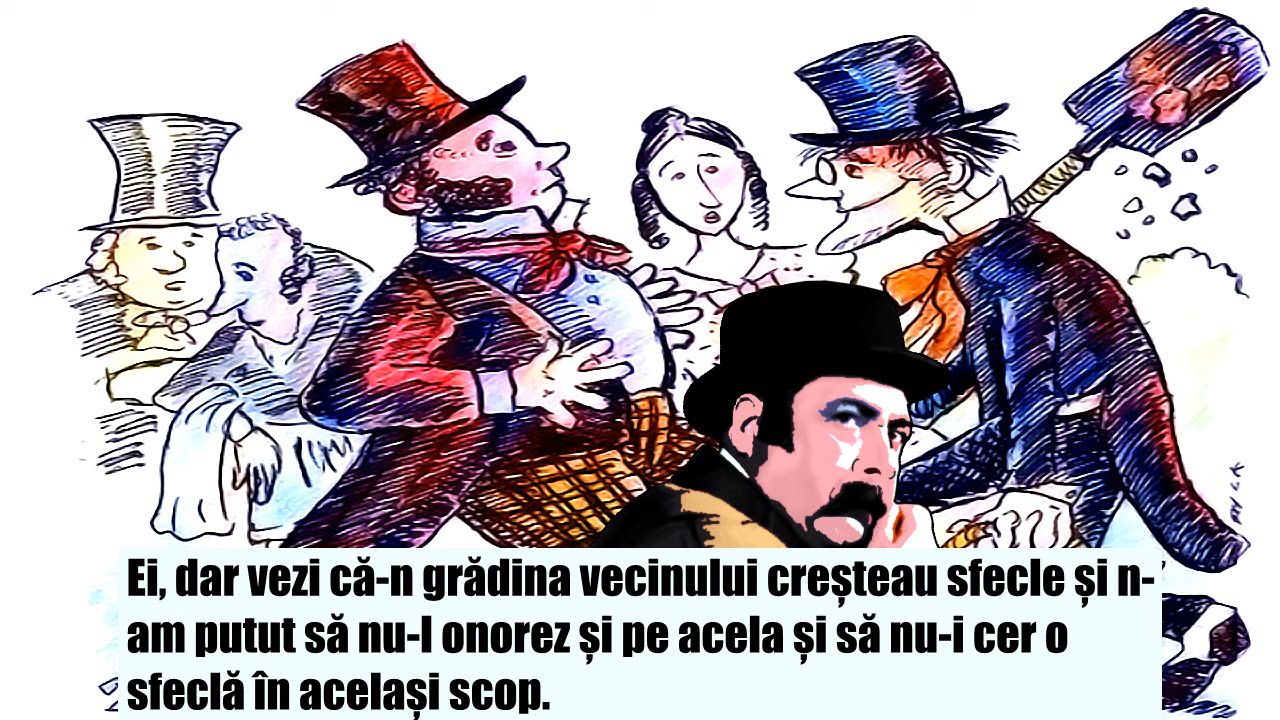 Ei, dar vezi că-n grădina vecinului creșteau sfecle și n-
am putut să nu-l onorez și pe acela și să nu-i cer o
sfeclă în același scop.